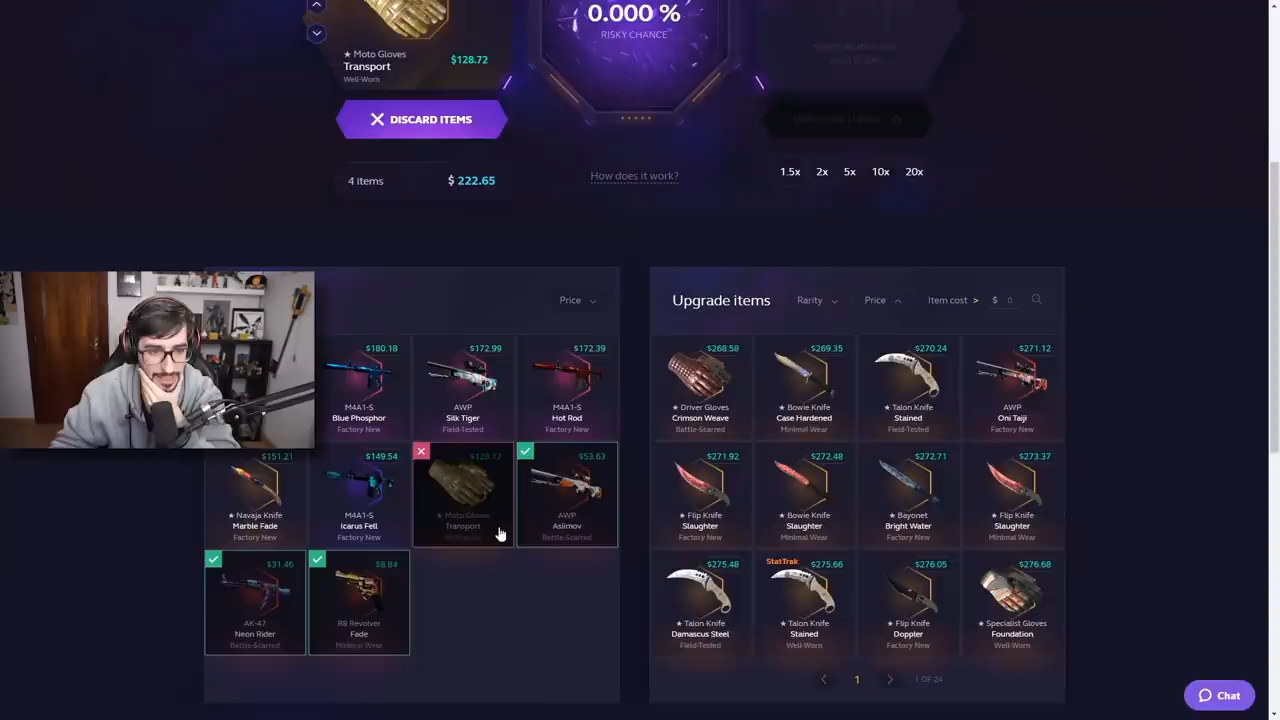 0.000 %
RISKY CHANCE
★ Moto Gloves
Transport
Well-Worn
$128.72
DISCARD ITEMS
4 items
$ 222.65
How does it work?
1.5x 2x 5x 10x 20x
Price
Upgrade items
Rarity
Price
Item cost > $ 0
$180.18
M4A1-S
Blue Phosphor
Factory New
$172.99
AWP
Silk Tiger
Field-Tested
$172.39
M4A1-S
Hot Rod
Factory New
$151.21
★ Navaja Knife
Marble Fade
Factory New
$149.54
M4A1-S
Icarus Fell
Factory New
$128.72
★ Moto Gloves
Transport
$53.63
AWP
Asiimov
Battle-Scarred
$31.46
AK-47
Neon Rider
Battle-Scarred
$8.84
R8 Revolver
Fade
Minimal Wear
$268.58
★ Driver Gloves
Crimson Weave
Battle-Scarred
$269.35
★ Bowie Knife
Case Hardened
Minimal Wear
$270.24
★ Talon Knife
Stained
Field-Tested
$271.12
AWP
Oni Taiji
Factory New
$271.92
★ Flip Knife
Slaughter
Factory New
$272.48
★ Bowie Knife
Slaughter
Minimal Wear
$272.71
★ Bayonet
Bright Water
Factory New
$273.37
★ Flip Knife
Slaughter
Minimal Wear
$275.48
★ Talon Knife
Damascus Steel
Field-Tested
StatTrak
$275.66
★ Talon Knife
Stained
Well-Worn
$276.05
★ Flip Knife
Doppler
Factory New
$276.68
★ Specialist Gloves
Foundation
Well-Worn
1
1 OF 24
Chat